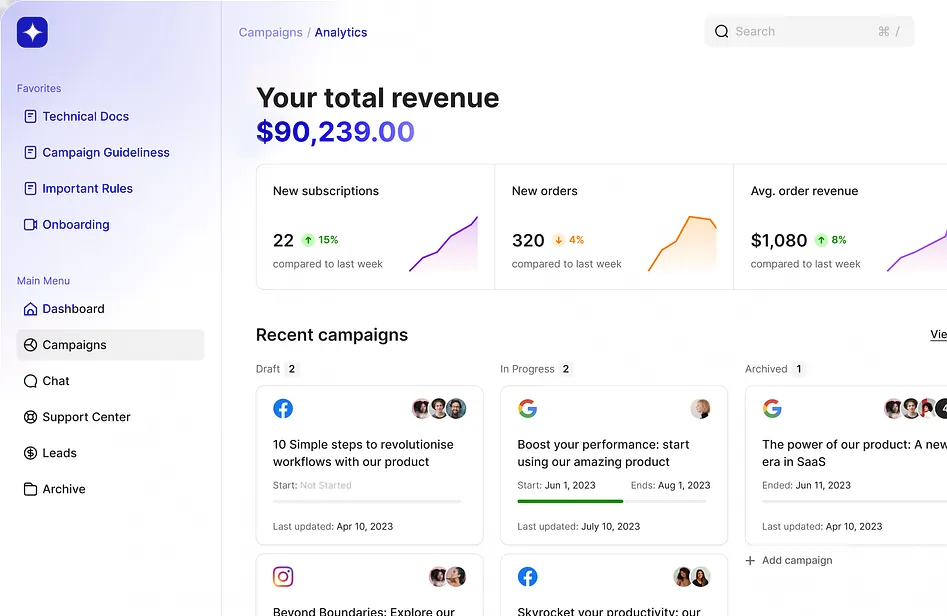 Campaigns / Analytics
Search ⌘ /
Favorites
Technical Docs
Campaign Guideliness
Important Rules
Onboarding
Main Menu
Dashboard
Campaigns
Chat
Support Center
Leads
Archive
Your total revenue
$90,239.00
New subscriptions
22 ↑ 15%
compared to last week
New orders
320 ↓ 4%
compared to last week
Avg. order revenue
$1,080 ↑ 8%
compared to last week
Recent campaigns
Vie
Draft 2
10 Simple steps to revolutionise
workflows with our product
Start: Not Started
Last updated: Apr 10, 2023
Beyond Boundaries: Explore our
In Progress 2
Boost your performance: start
using our amazing product
Start: Jun 1, 2023 Ends: Aug 1, 2023
Last updated: July 10, 2023
Skyrocket your productivity: our
Archived 1
The power of our product: A new
era in SaaS
Ended: Jun 11, 2023
Last updated: Apr 10, 2023
+ Add campaign